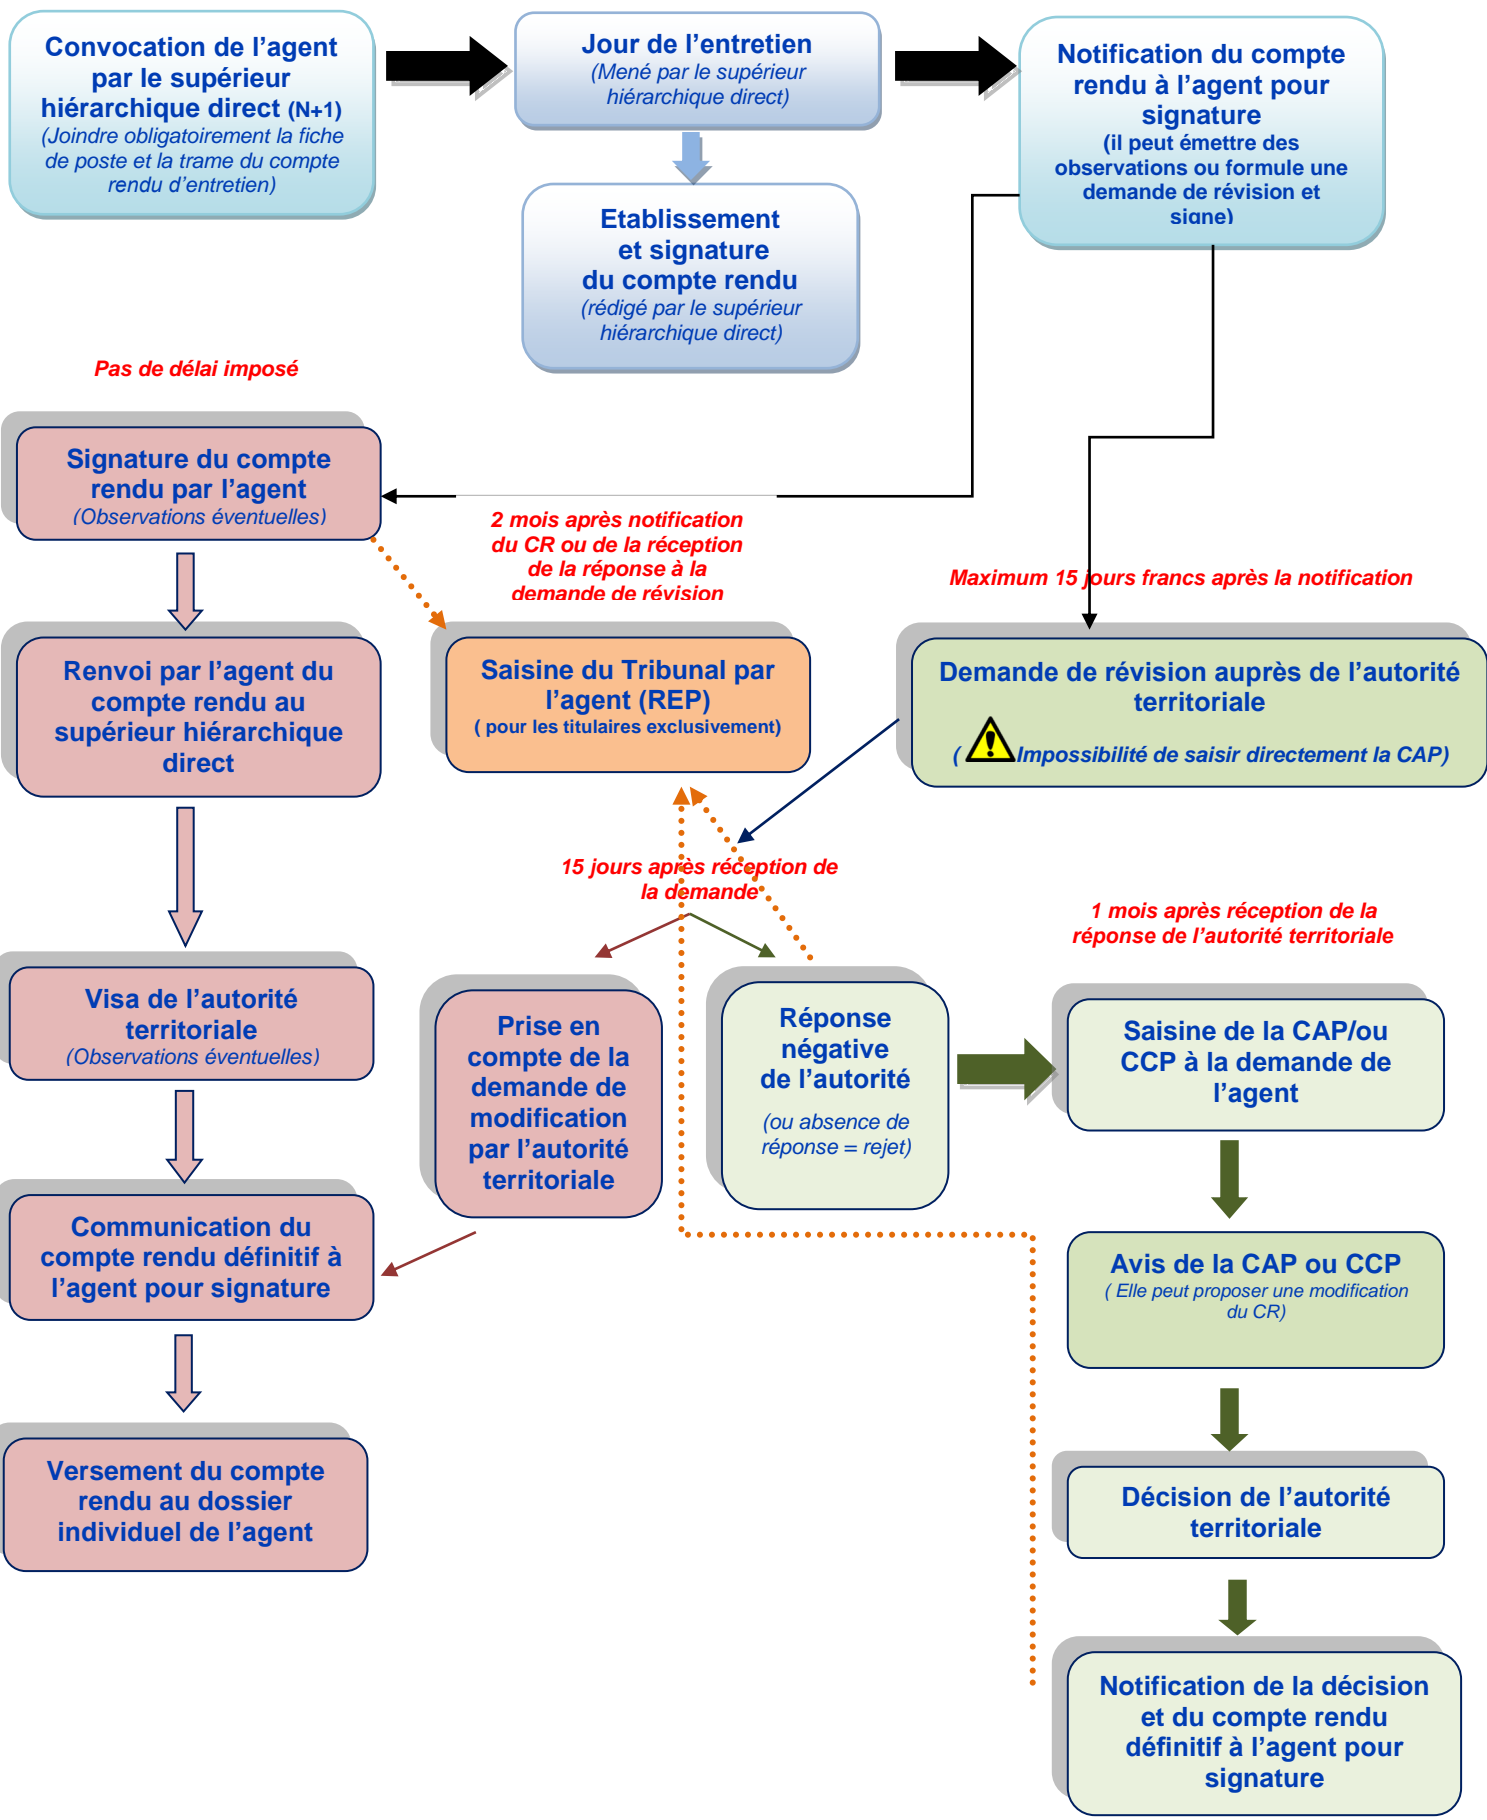 Convocation de l’agent
par le supérieur
hiérarchique direct (N+1)
(Joindre obligatoirement la fiche
de poste et la trame du compte
rendu d’entretien)
Jour de l’entretien
(Mené par le supérieur
hiérarchique direct)
Notification du compte
rendu à l’agent pour
signature
(il peut émettre des
observations ou formule une
demande de révision et
signe)
Etablissement
et signature
du compte rendu
(rédigé par le supérieur
hiérarchique direct)
Pas de délai imposé
Signature du compte
rendu par l’agent
(Observations éventuelles)
2 mois après notification
du CR ou de la réception
de la réponse à la
demande de révision
Maximum 15 jours francs après la notification
Renvoi par l’agent du
compte rendu au
supérieur hiérarchique
direct
Saisine du Tribunal par
l’agent (REP)
( pour les titulaires exclusivement)
Demande de révision auprès de l’autorité
territoriale
( Impossibilité de saisir directement la CAP)
15 jours après réception de
la demande
1 mois après réception de la
réponse de l’autorité territoriale
Visa de l’autorité
territoriale
(Observations éventuelles)
Prise en
compte de la
demande de
modification
par l’autorité
territoriale
Réponse
négative
de l’autorité
(ou absence de
réponse = rejet)
Saisine de la CAP/ou
CCP à la demande de
l’agent
Communication du
compte rendu définitif à
l’agent pour signature
Avis de la CAP ou CCP
( Elle peut proposer une modification
du CR)
Versement du compte
rendu au dossier
individuel de l’agent
Décision de l’autorité
territoriale
Notification de la décision
et du compte rendu
définitif à l’agent pour
signature